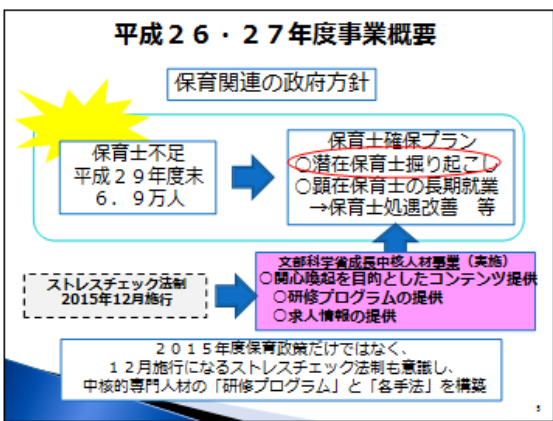 平成２６・２７年度事業概要
保育関連の政府方針
保育士不足
平成２９年度末
６．９万人
保育士確保プラン
○潜在保育士掘り起こし
○顕在保育士の長期就業
→保育士処遇改善　等
ストレスチェック法制
2015年12月施行
文部科学省成長中核人材事業（実施）
○関心喚起を目的としたコンテンツ提供
○研修プログラムの提供
○求人情報の提供
２０１５年度保育政策だけではなく、
１２月施行になるストレスチェック法制も意識し、
中核的専門人材の「研修プログラム」と「各手法」を構築